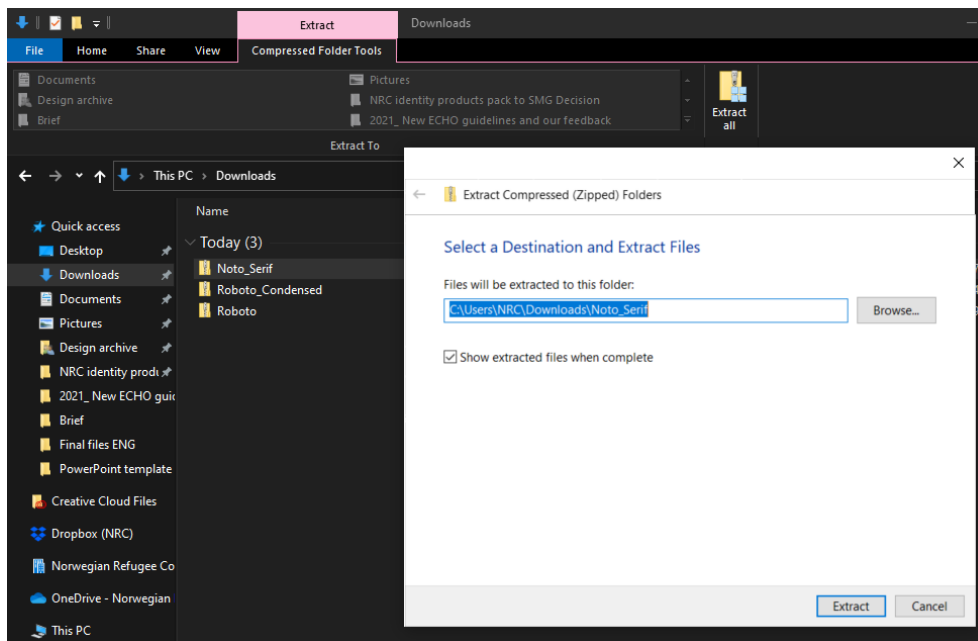 Extract
Downloads
File
Home
Share
View
Compressed Folder Tools
Documents
Pictures
Design archive
NRC identity products pack to SMG Decision
Brief
2021_ New ECHO guidelines and our feedback
Extract all
Extract To
This PC > Downloads
Name
Quick access
Desktop
Downloads
Documents
Pictures
Design archive
NRC identity produ
2021_ New ECHO guid
Brief
Final files ENG
PowerPoint template
Creative Cloud Files
Dropbox (NRC)
Norwegian Refugee Co
OneDrive - Norwegian
This PC
Today (3)
Noto_Serif
Roboto_Condensed
Roboto
Extract Compressed (Zipped) Folders
Select a Destination and Extract Files
Files will be extracted to this folder:
C:\Users\NRC\Downloads\Noto_Serif
Browse...
Show extracted files when complete
Extract
Cancel